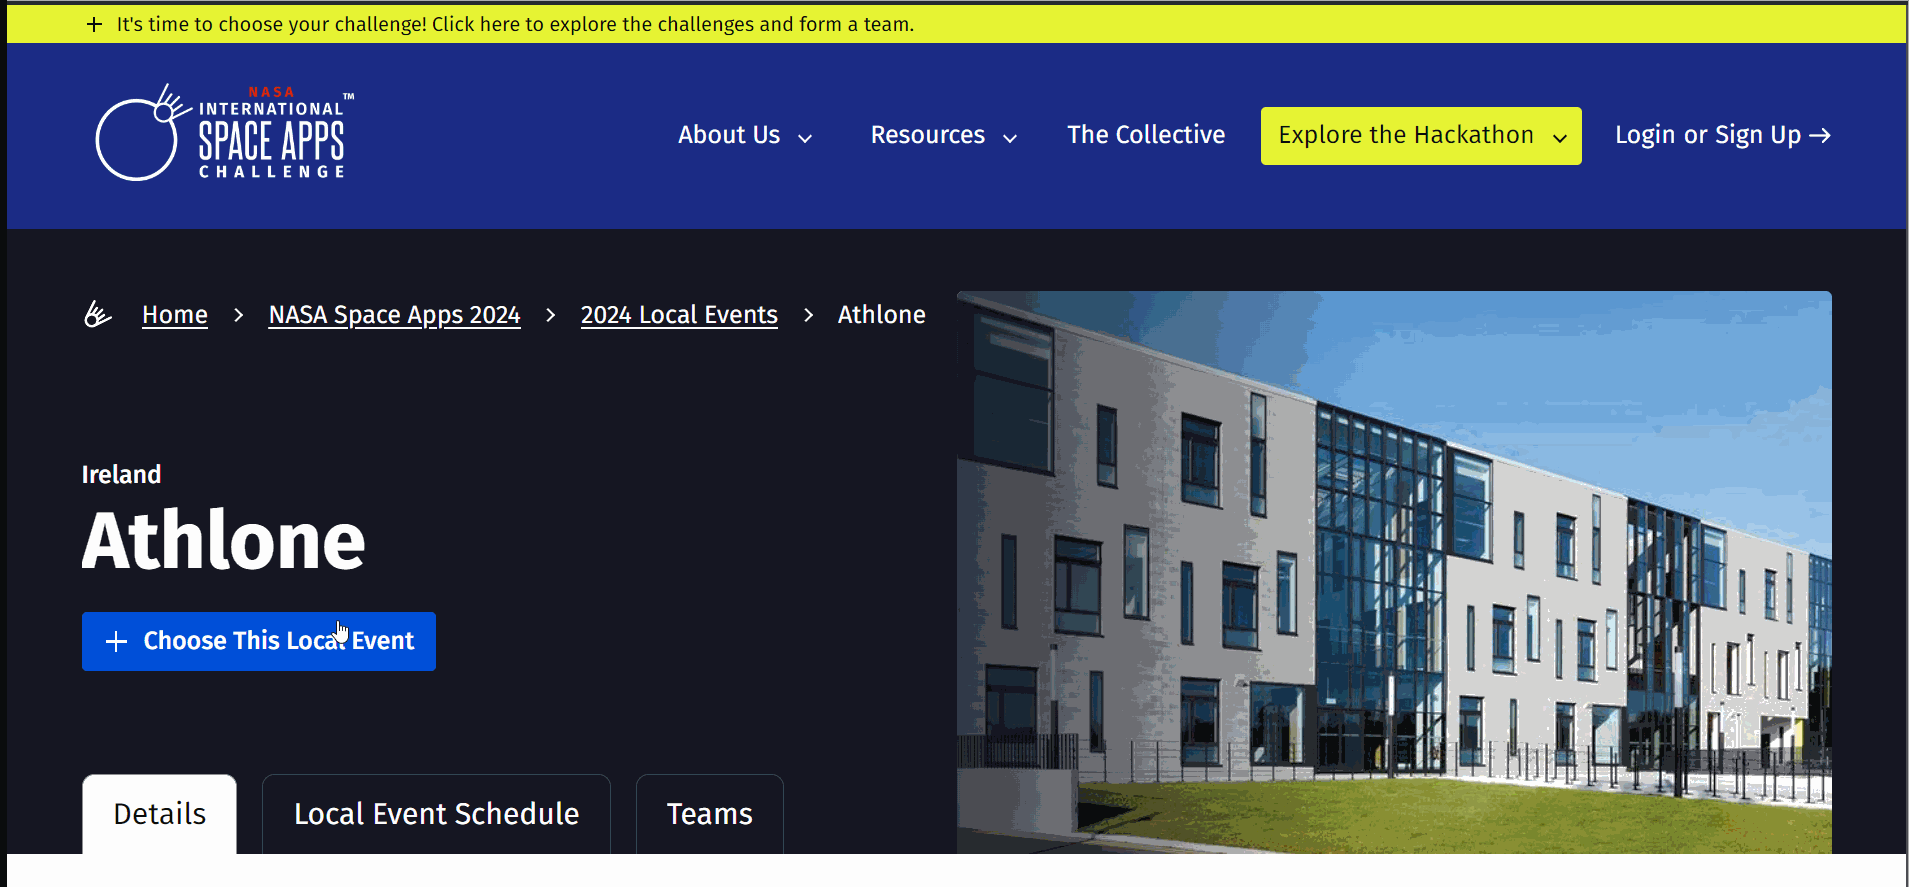 It's time to choose your challenge! Click here to explore the challenges and form a team.
NASA
INTERNATIONAL™
SPACE APPS
CHALLENGE
About Us
Resources
The Collective
Explore the Hackathon
Login or Sign Up →
Home > NASA Space Apps 2024 > 2024 Local Events > Athlone
Ireland
Athlone
Choose This Local Event
Details
Local Event Schedule
Teams